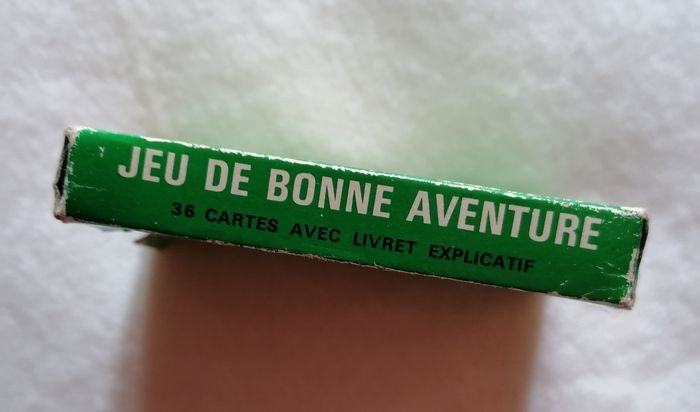 JEU DE BONNE AVENTURE
36 CARTES AVEC LIVRET EXPLICATIF